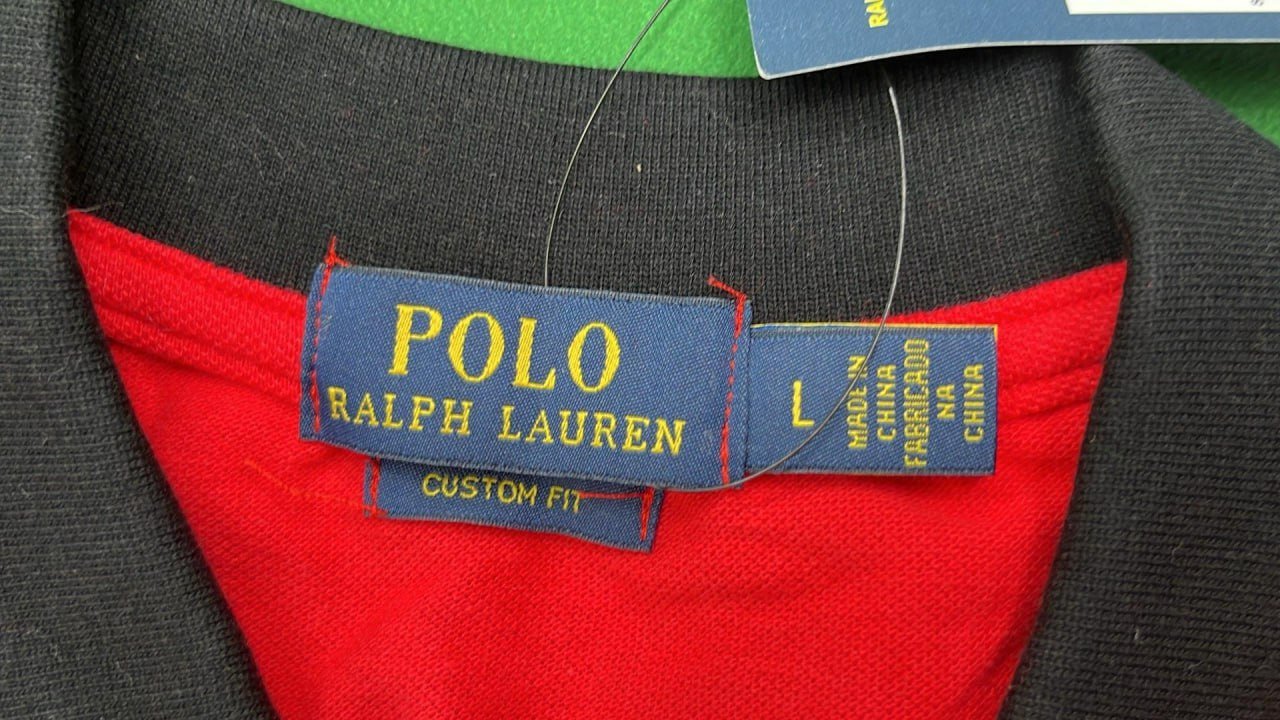 POLO
RALPH LAUREN
CUSTOM FIT
L
MADE IN
CHINA
FABRICADO
NA
CHINA